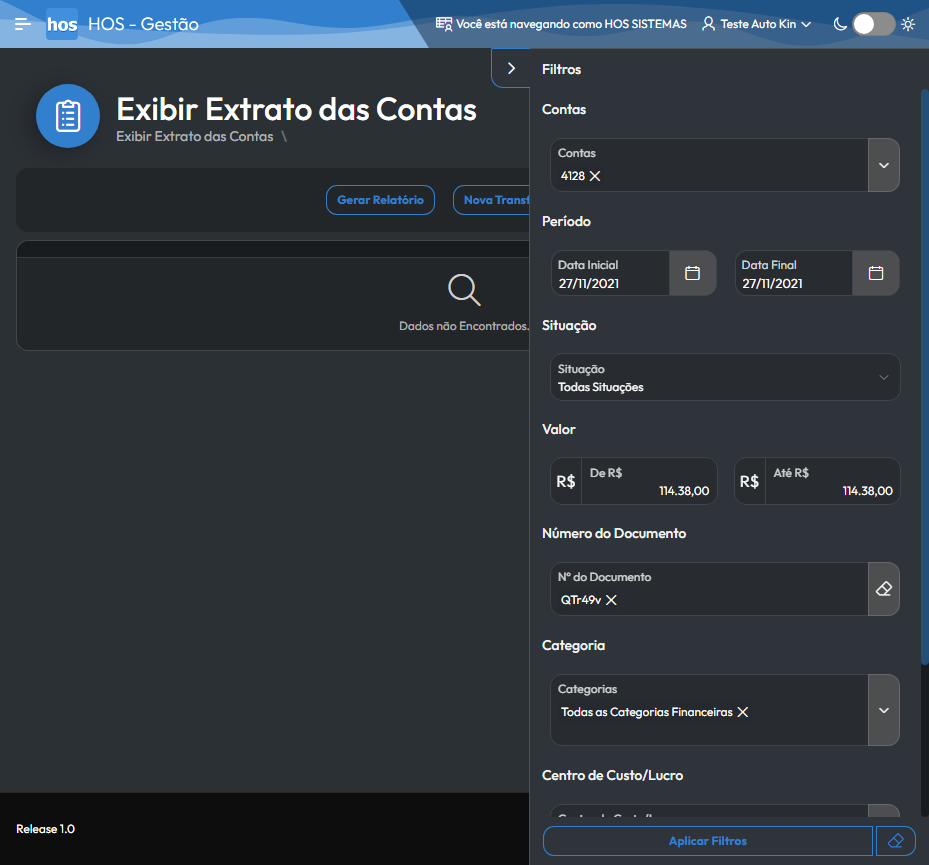 hos HOS - Gestão
Você está navegando como HOS SISTEMAS
Teste Auto Kin
Exibir Extrato das Contas
Exibir Extrato das Contas \
Gerar Relatório
Nova Transf
Dados não Encontrados.
Release 1.0
Filtros
Contas
Contas
4128
Período
Data Inicial
27/11/2021
Data Final
27/11/2021
Situação
Situação
Todas Situações
Valor
R$
De R$
114.38,00
R$
Até R$
114.38,00
Número do Documento
Nº do Documento
QTr49v
Categoria
Categorias
Todas as Categorias Financeiras
Centro de Custo/Lucro
Aplicar Filtros